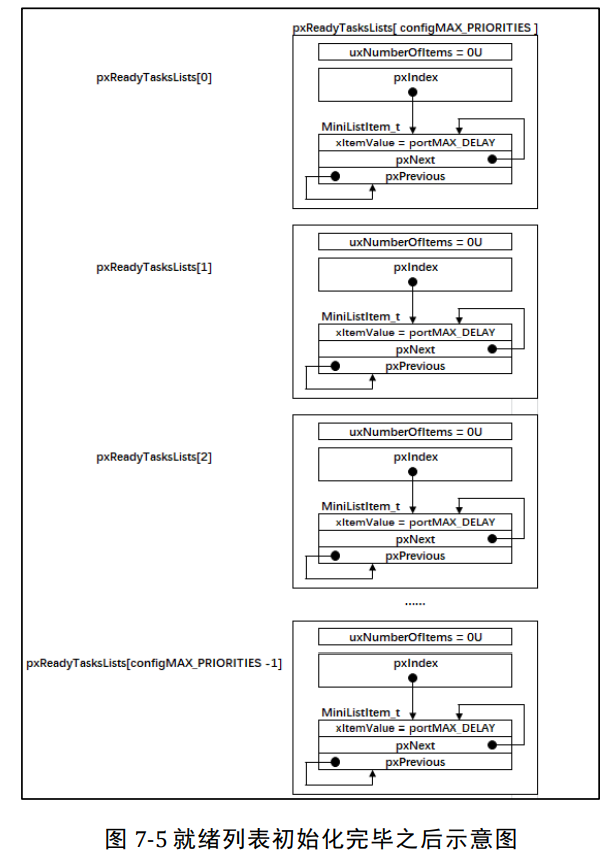 pxReadyTasksLists[ configMAX_PRIORITIES ]
uxNumberOfItems = 0U
pxReadyTasksLists[0]
pxIndex
MiniListItem_t
xItemValue = portMAX_DELAY
pxNext
pxPrevious
uxNumberOfItems = 0U
pxReadyTasksLists[1]
pxIndex
MiniListItem_t
xItemValue = portMAX_DELAY
pxNext
pxPrevious
uxNumberOfItems = 0U
pxReadyTasksLists[2]
pxIndex
MiniListItem_t
xItemValue = portMAX_DELAY
pxNext
pxPrevious
......
uxNumberOfItems = 0U
pxReadyTasksLists[configMAX_PRIORITIES -1]
pxIndex
MiniListItem_t
xItemValue = portMAX_DELAY
pxNext
pxPrevious
图 7-5 就绪列表初始化完毕之后示意图